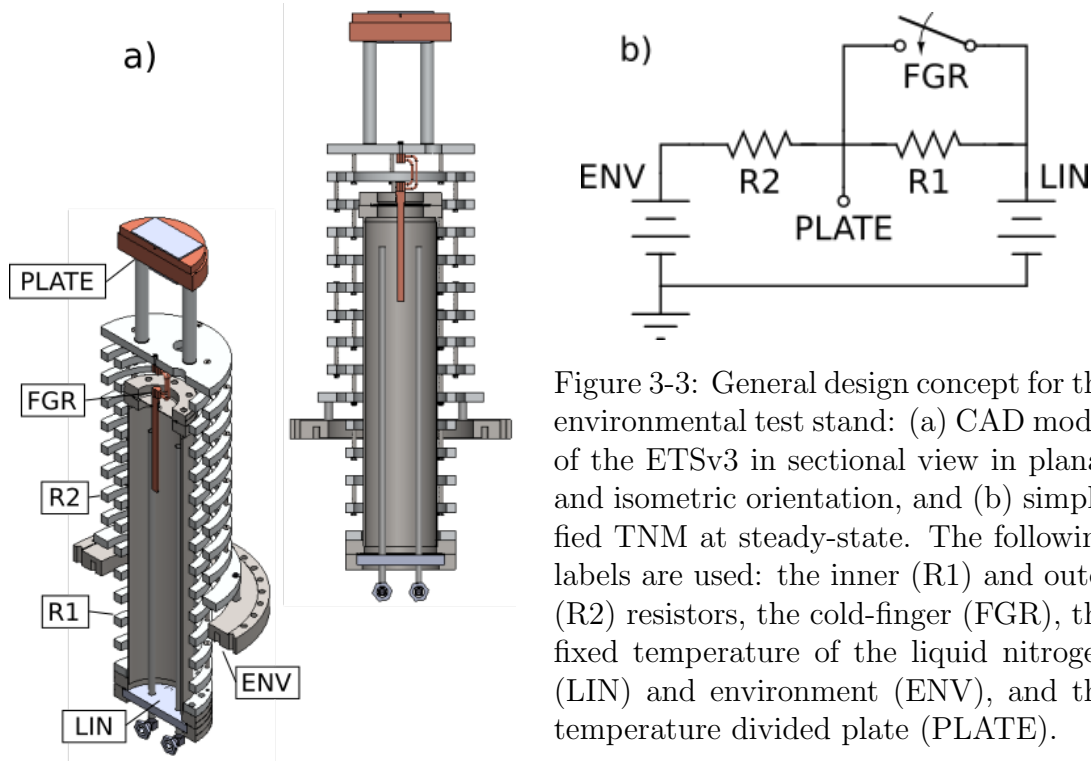 a)
PLATE
FGR
R2
R1
ENV
LIN
b)
FGR
ENV
R2
R1
LIN
PLATE
Figure 3-3: General design concept for th
environmental test stand: (a) CAD mod
of the ETSv3 in sectional view in plana
and isometric orientation, and (b) simpl
fied TNM at steady-state. The followin
labels are used: the inner (R1) and oute
(R2) resistors, the cold-finger (FGR), th
fixed temperature of the liquid nitroge
(LIN) and environment (ENV), and th
temperature divided plate (PLATE).